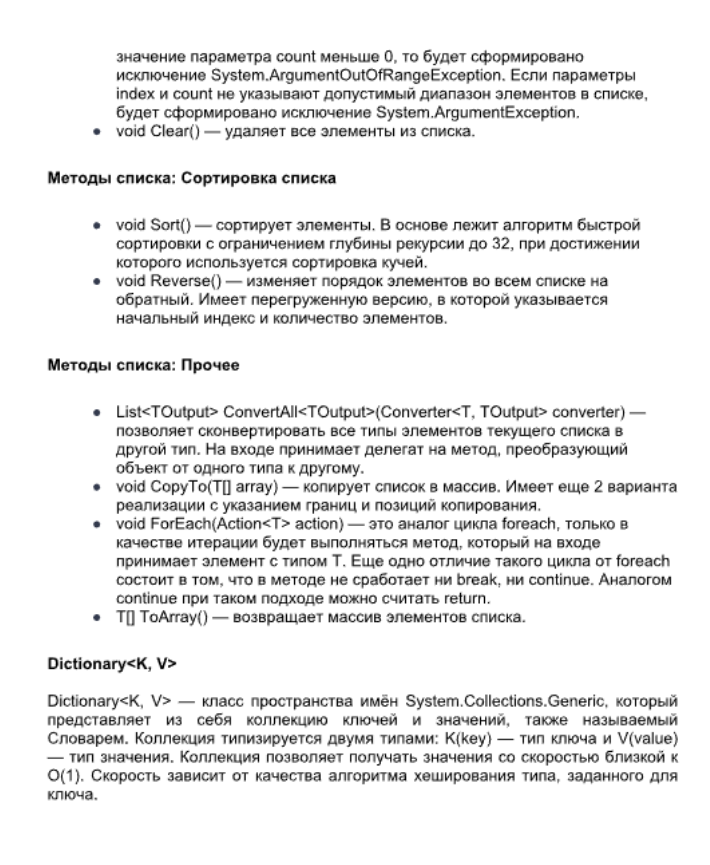 значение параметра count меньше 0, то будет сформировано
исключение System.ArgumentOutOfRangeException. Если параметры
index и count не указывают допустимый диапазон элементов в списке,
будет сформировано исключение System.ArgumentException.
● void Clear() — удаляет все элементы из списка.
Методы списка: Сортировка списка
● void Sort() — сортирует элементы. В основе лежит алгоритм быстрой
сортировки с ограничением глубины рекурсии до 32, при достижении
которого используется сортировка кучей.
● void Reverse() — изменяет порядок элементов во всем списке на
обратный. Имеет перегруженную версию, в которой указывается
начальный индекс и количество элементов.
Методы списка: Прочее
● List<TOutput> ConvertAll<TOutput>(Converter<T, TOutput> converter) —
позволяет сконвертировать все типы элементов текущего списка в
другой тип. На входе принимает делегат на метод, преобразующий
объект от одного типа к другому.
● void CopyTo(T[] array) — копирует список в массив. Имеет еще 2 варианта
реализации с указанием границ и позиций копирования.
● void ForEach(Action<T> action) — это аналог цикла foreach, только в
качестве итерации будет выполняться метод, который на входе
принимает элемент с типом T. Еще одно отличие такого цикла от foreach
состоит в том, что в методе не сработает ни break, ни continue. Аналогом
continue при таком подходе можно считать return.
● T[] ToArray() — возвращает массив элементов списка.
Dictionary<K, V>
Dictionary<K, V> — класс пространства имён System.Collections.Generic, который
представляет из себя коллекцию ключей и значений, также называемый
Словарем. Коллекция типизируется двумя типами: K(key) — тип ключа и V(value)
— тип значения. Коллекция позволяет получать значения со скоростью близкой к
O(1). Скорость зависит от качества алгоритма хеширования типа, заданного для
ключа.